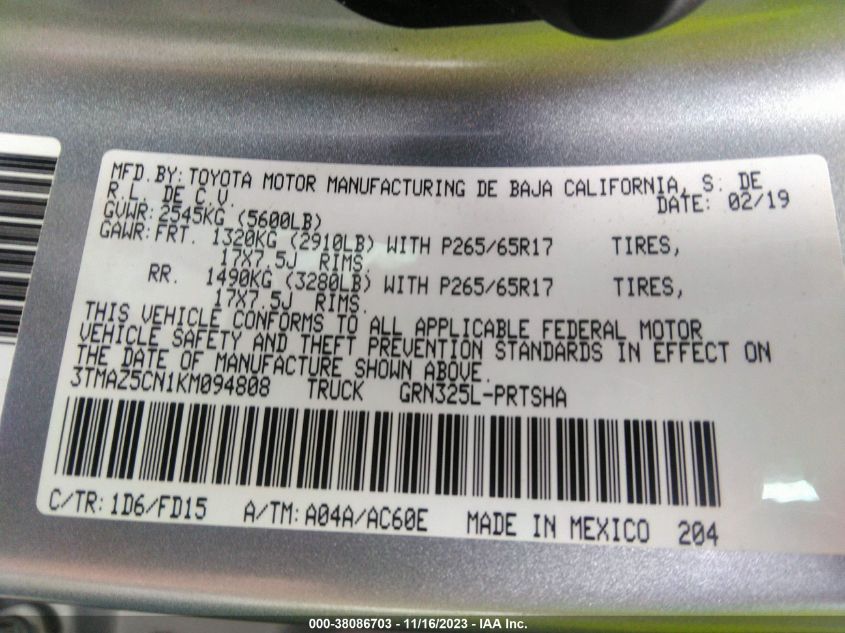 MFD.BY:TOYOTA MOTOR MANUFACTURING DE BAJA CALIFORNIA, S. DE
R.L. DE C.V. DATE: 02/19
GVWR:2545KG (5600LB)
GAWR:FRT. 1320KG (2910LB) WITH P265/65R17 TIRES,
17X7.5J RIMS.
RR. 1490KG (3280LB) WITH P265/65R17 TIRES,
17X7.5J RIMS.
THIS VEHICLE CONFORMS TO ALL APPLICABLE FEDERAL MOTOR
VEHICLE SAFETY AND THEFT PREVENTION STANDARDS IN EFFECT ON
THE DATE OF MANUFACTURE SHOWN ABOVE.
3TMAZ5CN1KM094808 TRUCK GRN325L-PRTSHA
C/TR:1D6/FD15 A/TM:A04A/AC60E MADE IN MEXICO 204
000-38086703 - 11/16/2023 - IAA Inc.